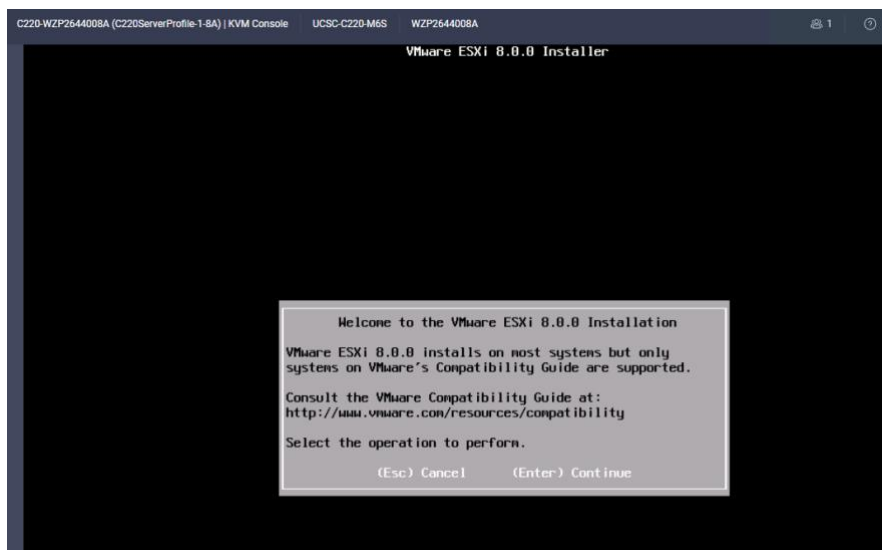 C220-WZP2644008A (C220ServerProfile-1-8A) | KVM Console UCSC-C220-M6S WZP2644008A 1
VMware ESXi 8.0.0 Installer
Welcome to the VMware ESXi 8.0.0 Installation
VMware ESXi 8.0.0 installs on most systems but only
systems on VMware's Compatibility Guide are supported.
Consult the VMware Compatibility Guide at:
http://www.vmware.com/resources/compatibility
Select the operation to perform.
(Esc) Cancel (Enter) Continue